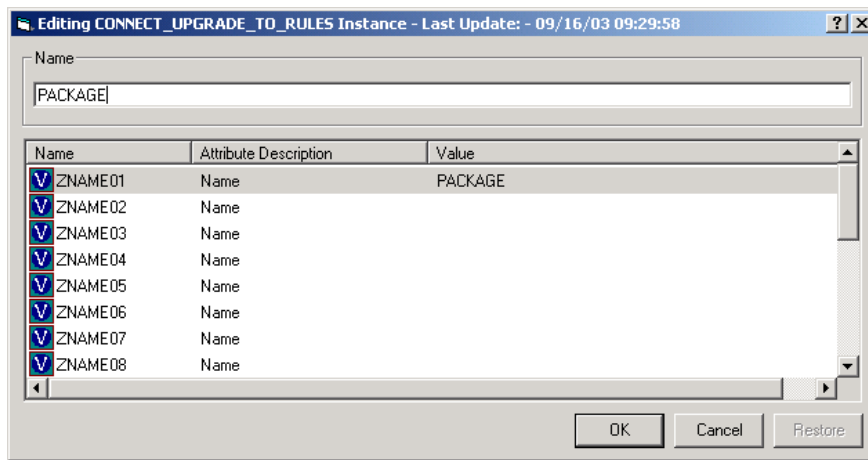 Editing CONNECT_UPGRADE_TO_RULES Instance - Last Update: - 09/16/03 09:29:58
Name
PACKAGE
Name Attribute Description Value
V ZNAME01 Name PACKAGE
V ZNAME02 Name
V ZNAME03 Name
V ZNAME04 Name
V ZNAME05 Name
V ZNAME06 Name
V ZNAME07 Name
V ZNAME08 Name
OK Cancel Restore